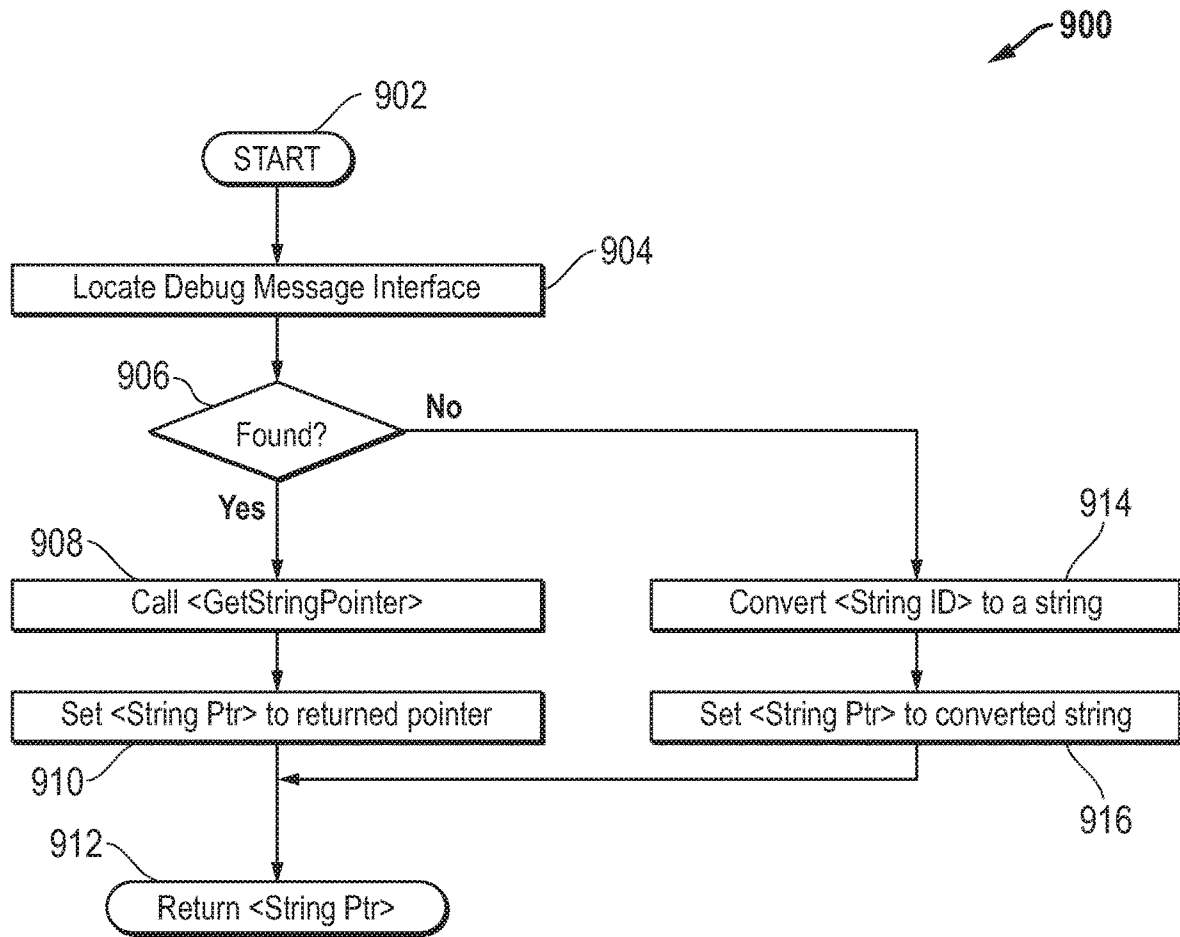 900
902
START
904
Locate Debug Message Interface
906
Found?
No
Yes
908
Call <GetStringPointer>
914
Convert <String ID> to a string
Set <String Ptr> to returned pointer
910
Set <String Ptr> to converted string
916
912
Return <String Ptr>